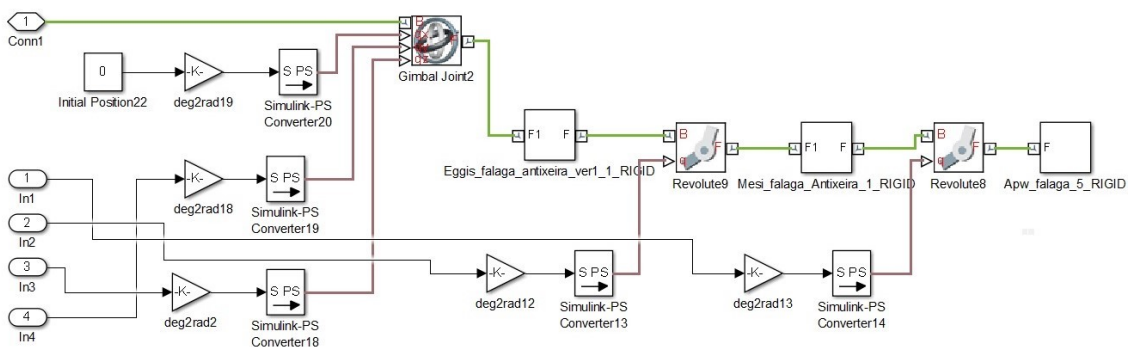 1
Conn1
B
q
q
q
F
Gimbal Joint2
0
Initial Position22
-K-
deg2rad19
S PS
Simulink-PS
Converter20
F1 F
Eggis_falaga_antixeira_ver1_1_RIGID
B
q
F
Revolute9
F1 F
Mesi_falaga_Antixeira_1_RIGID
B
q
F
Revolute8
F
Apw_falaga_5_RIGID
1
In1
-K-
deg2rad18
S PS
Simulink-PS
Converter19
2
In2
3
In3
-K-
deg2rad2
S PS
Simulink-PS
Converter18
-K-
deg2rad12
S PS
Simulink-PS
Converter13
-K-
deg2rad13
S PS
Simulink-PS
Converter14
4
In4